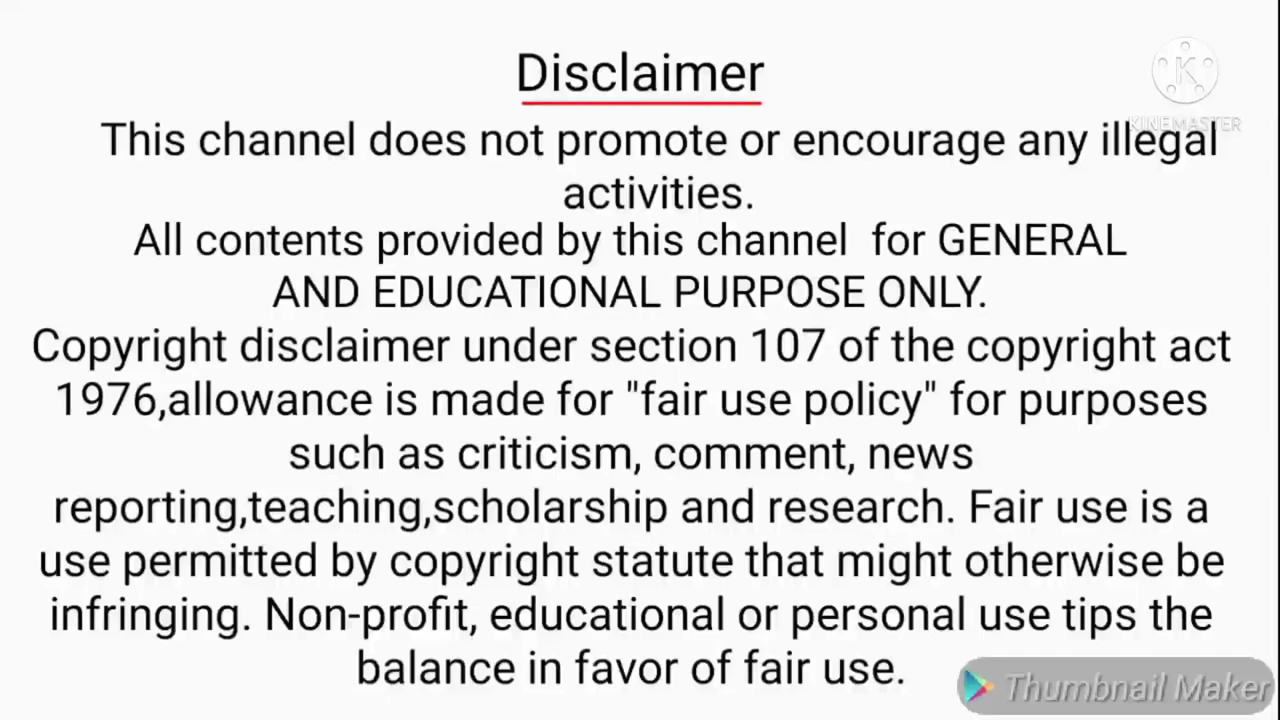 Disclaimer
KINEMASTER
This channel does not promote or encourage any illegal
activities.
All contents provided by this channel  for GENERAL
AND EDUCATIONAL PURPOSE ONLY.
Copyright disclaimer under section 107 of the copyright act
1976,allowance is made for "fair use policy" for purposes
such as criticism, comment, news
reporting,teaching,scholarship and research. Fair use is a
use permitted by copyright statute that might otherwise be
infringing. Non-profit, educational or personal use tips the
balance in favor of fair use.
Thumbnail Maker